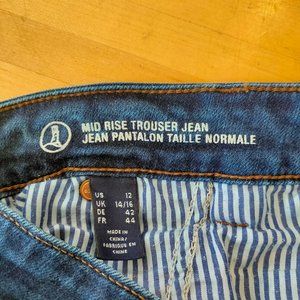 MID RISE TROUSER JEAN
JEAN PANTALON TAILLE NORMALE
US 12
UK 14/16
DE 42
FR 44
MADE IN
CHINA/
FABRIQUÉ EN
CHINE